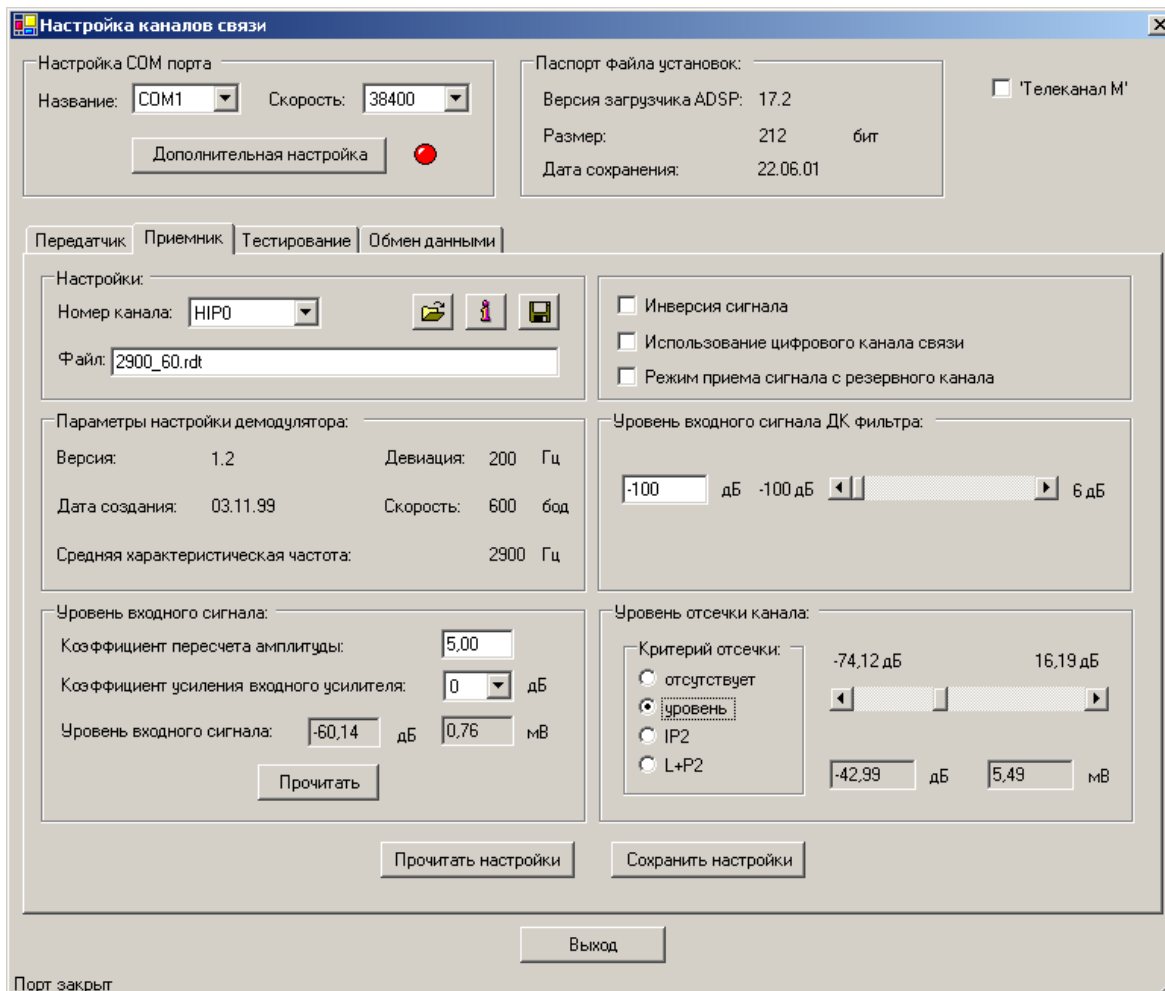 Настройка каналов связи
Настройка COM порта
Название: COM1 Скорость: 38400
Дополнительная настройка
Паспорт файла установок:
Версия загрузчика ADSP: 17.2
Размер: 212 бит
Дата сохранения: 22.06.01
'Телеканал М'
Передатчик Приемник Тестирование Обмен данными
Настройки:
Номер канала: HIP0
Файл: 2900_60.rdt
Инверсия сигнала
Использование цифрового канала связи
Режим приема сигнала с резервного канала
Параметры настройки демодулятора:
Версия: 1.2 Девиация: 200 Гц
Дата создания: 03.11.99 Скорость: 600 бод
Средняя характеристическая частота: 2900 Гц
Уровень входного сигнала ДК фильтра:
-100 дБ -100 дБ 6 дБ
Уровень входного сигнала:
Коэффициент пересчета амплитуды: 5,00
Коэффициент усиления входного усилителя: 0 дБ
Уровень входного сигнала: -60,14 дБ 0,76 мВ
Прочитать
Уровень отсечки канала:
Критерий отсечки:
отсутствует
уровень
IP2
L+P2
-74,12 дБ 16,19 дБ
-42,99 дБ 5,49 мВ
Прочитать настройки Сохранить настройки
Выход
Порт закрыт